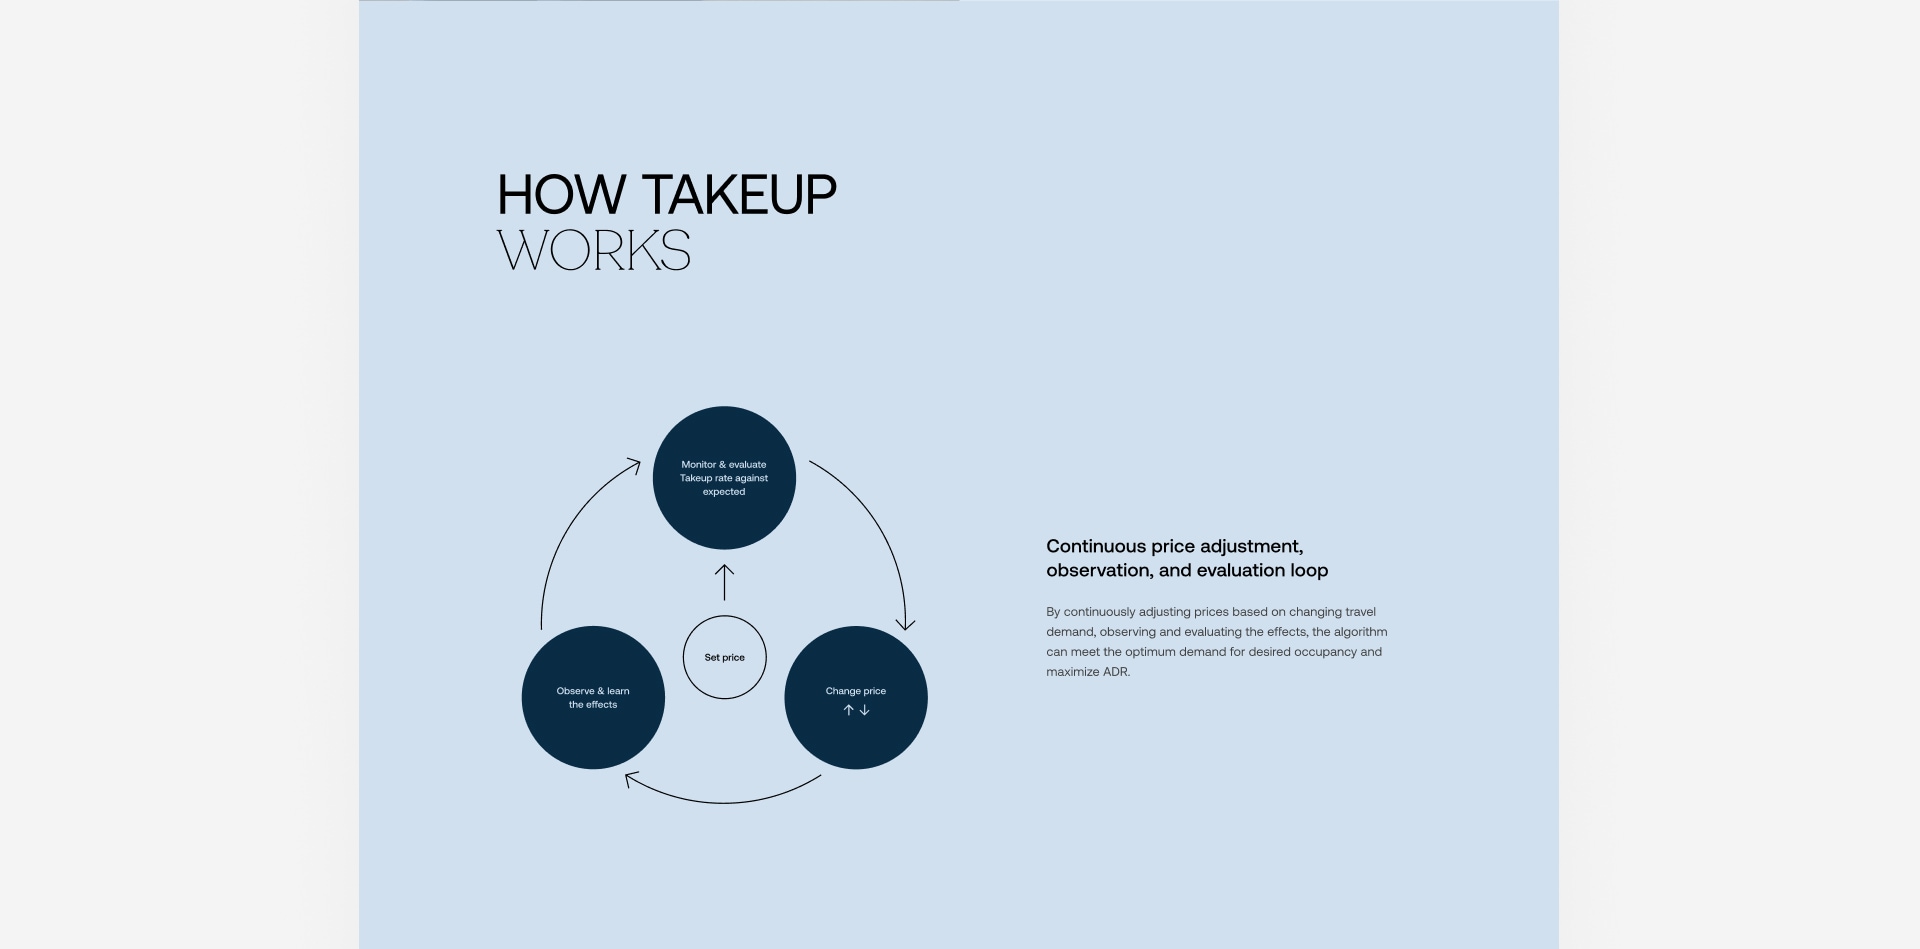 HOW TAKEUP
WORKS
Monitor & evaluate
Takeup rate against
expected
Set price
Observe & learn
the effects
Change price
↑ ↓
Continuous price adjustment,
observation, and evaluation loop
By continuously adjusting prices based on changing travel
demand, observing and evaluating the effects, the algorithm
can meet the optimum demand for desired occupancy and
maximize ADR.